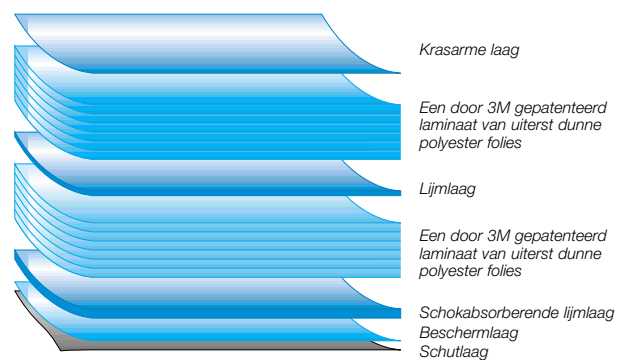 Krasarme laag
Een door 3M gepatenteerd
laminaat van uiterst dunne
polyester folies
Lijmlaag
Een door 3M gepatenteerd
laminaat van uiterst dunne
polyester folies
Schokabsorberende lijmlaag
Beschermlaag
Schutlaag